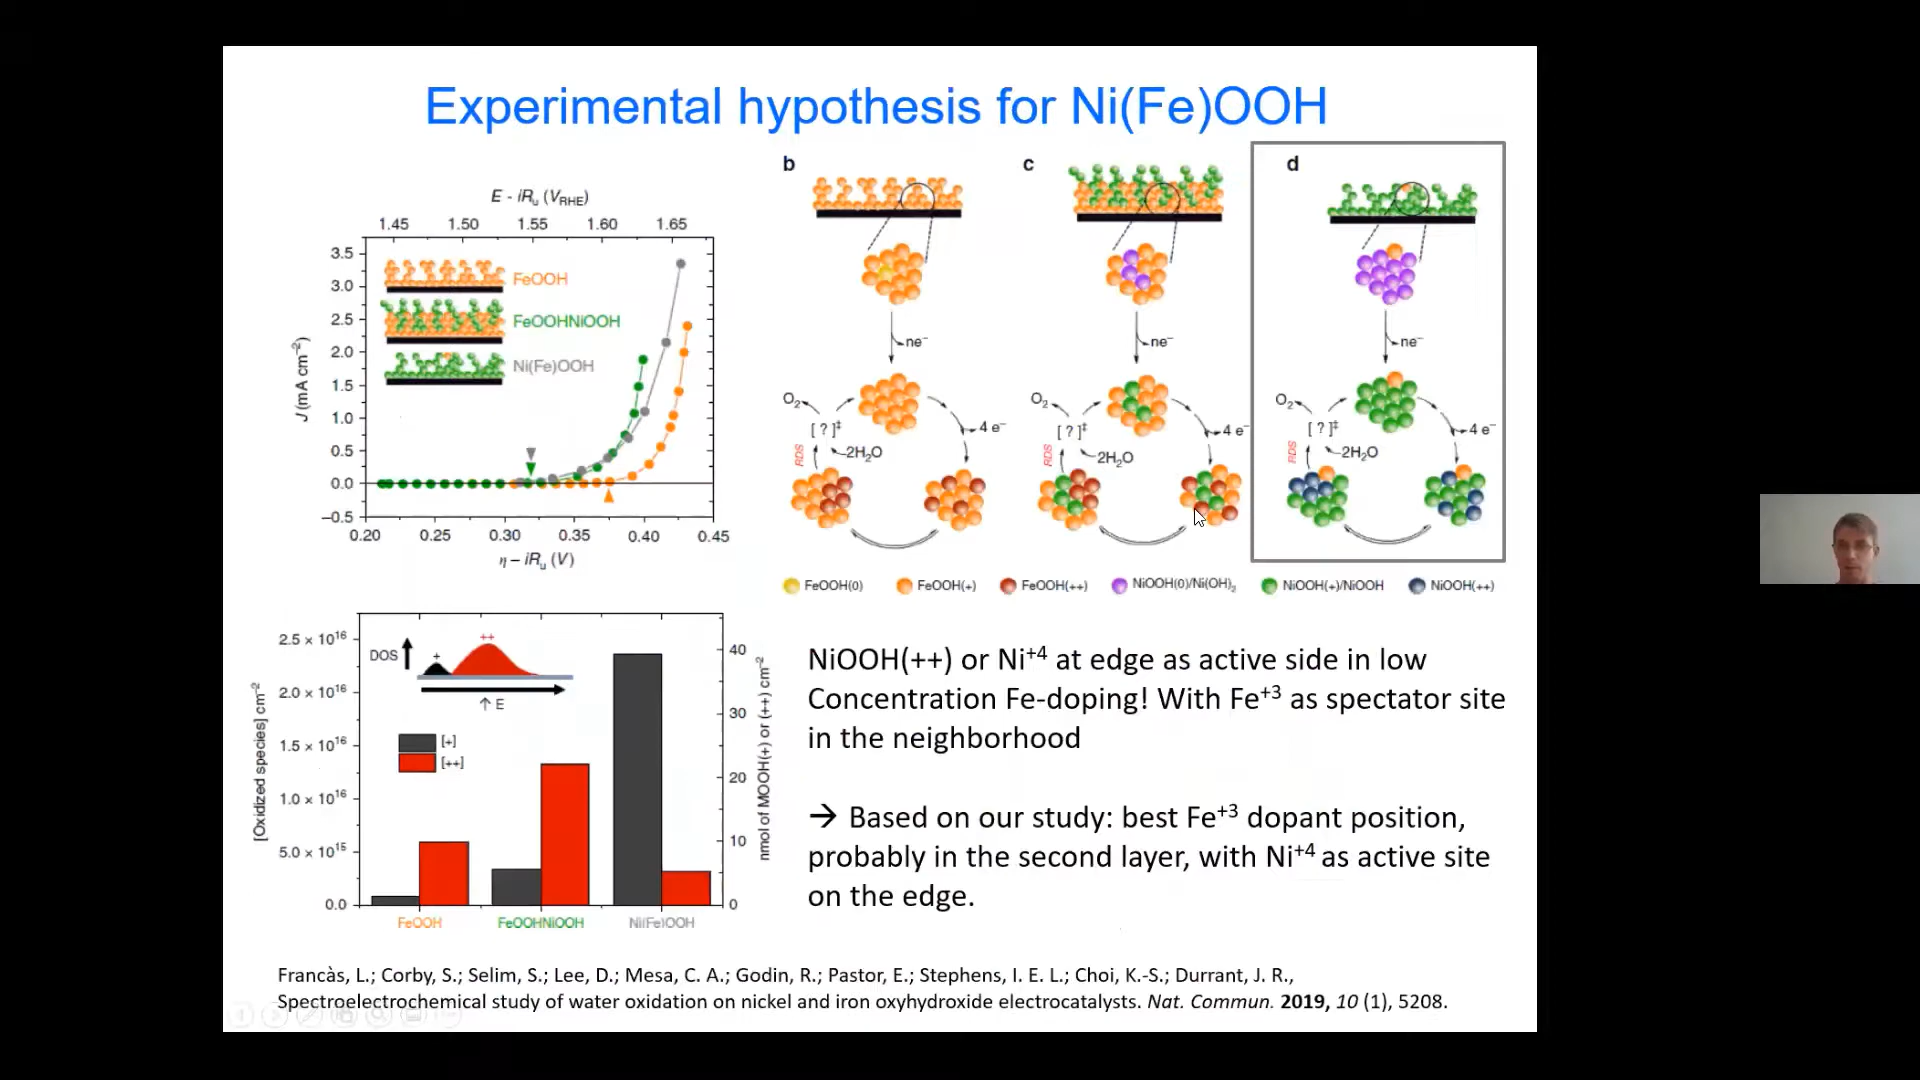 Experimental hypothesis for Ni(Fe)OOH
E - iRu (VRHE)
1.45 1.50 1.55 1.60 1.65
3.5
3.0
2.5
2.0
1.5
1.0
0.5
0.0
−0.5
J (mA cm−2)
FeOOH
FeOOHNiOOH
Ni(Fe)OOH
0.20 0.25 0.30 0.35 0.40 0.45
η − iRu (V)
b
ne−
O2
[ ? ]‡
4 e−
2H2O
RDS
c
ne−
O2
[ ? ]‡
4 e−
2H2O
RDS
d
ne−
O2
[ ? ]‡
4 e−
2H2O
RDS
FeOOH(0) FeOOH(+) FeOOH(++) NiOOH(0)/Ni(OH)2 NiOOH(+)/NiOOH NiOOH(++)
[Oxidized species] cm−2
2.5 × 10^16
2.0 × 10^16
1.5 × 10^16
1.0 × 10^16
5.0 × 10^15
0.0
DOS
+
++
↑ E
[+]
[++]
40
30
20
10
0
nmol of MOOH(+) or (++) cm−2
FeOOH FeOOHNiOOH Ni(Fe)OOH
NiOOH(++) or Ni+4 at edge as active side in low
Concentration Fe-doping! With Fe+3 as spectator site
in the neighborhood
→ Based on our study: best Fe+3 dopant position,
probably in the second layer, with Ni+4 as active site
on the edge.
Francàs, L.; Corby, S.; Selim, S.; Lee, D.; Mesa, C. A.; Godin, R.; Pastor, E.; Stephens, I. E. L.; Choi, K.-S.; Durrant, J. R.,
Spectroelectrochemical study of water oxidation on nickel and iron oxyhydroxide electrocatalysts. Nat. Commun. 2019, 10 (1), 5208.